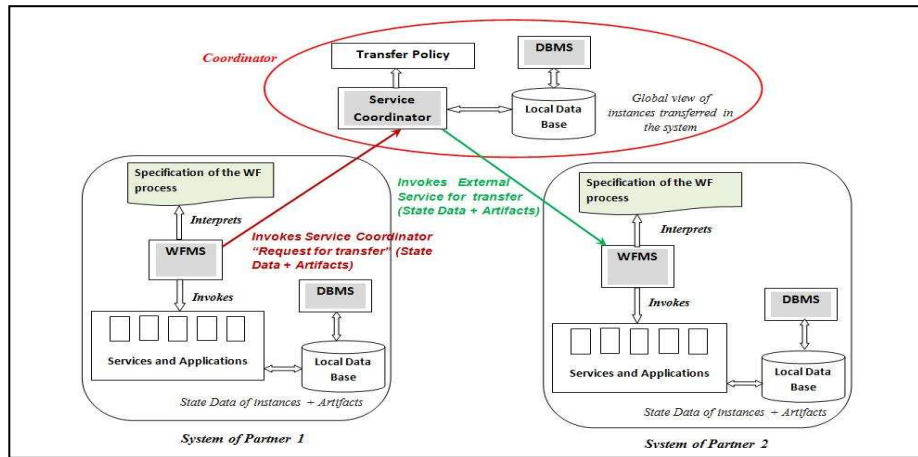 Coordinator
Transfer Policy
DBMS
Service
Coordinator
Local Data
Base
Global view of
instances transferred in
the system
Specification of the WF
process
Interprets
WFMS
Invokes
Invokes Service Coordinator
“Request for transfer” (State
Data + Artifacts)
Invokes External
Service for transfer
(State Data + Artifacts)
DBMS
Services and Applications
Local Data
Base
State Data of instances + Artifacts
System of Partner 1
Specification of the WF
process
Interprets
WFMS
Invokes
DBMS
Services and Applications
Local Data
Base
State Data of instances + Artifacts
System of Partner 2